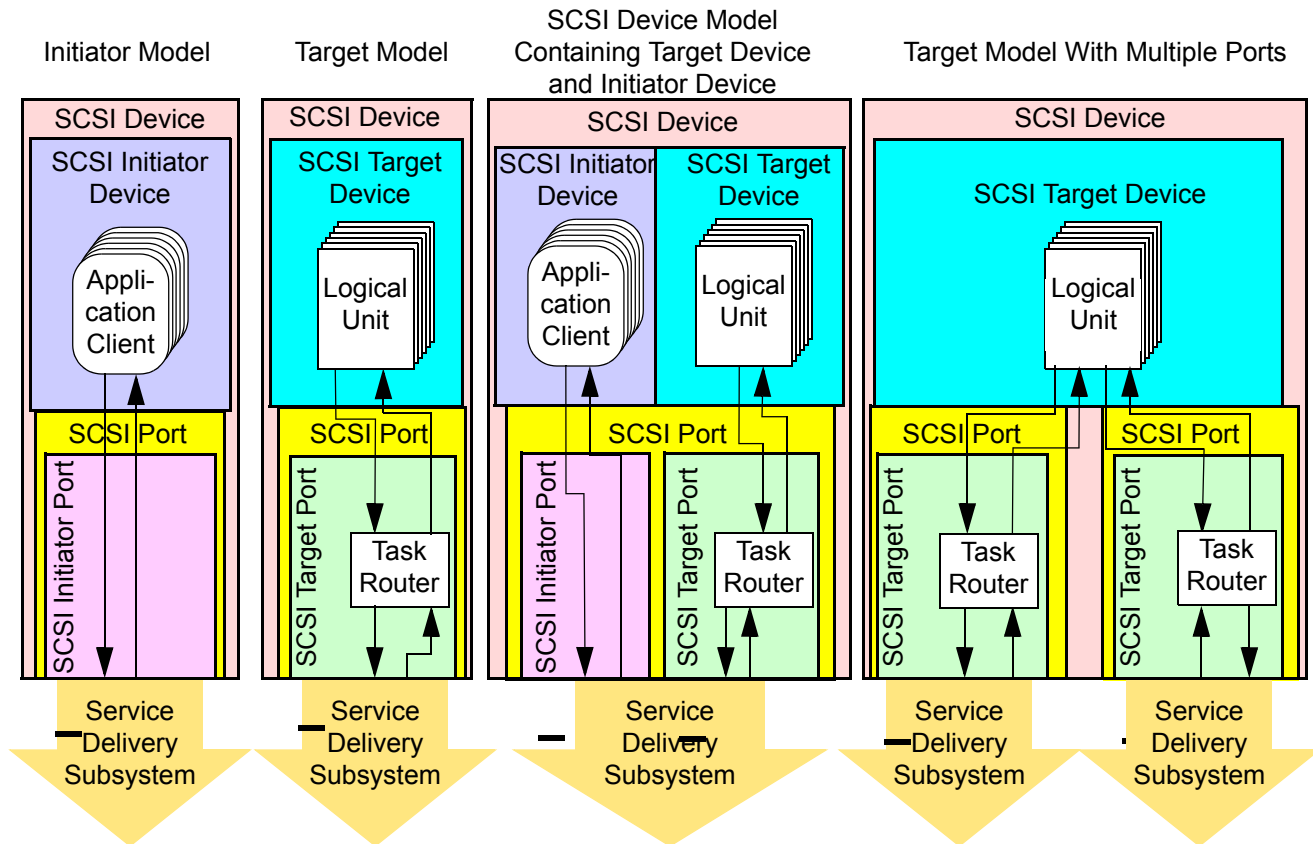 Initiator Model
SCSI Device
SCSI Initiator
Device
Appli-
cation
Client
SCSI Port
SCSI Initiator Port
Service
Delivery
Subsystem
Target Model
SCSI Device
SCSI Target
Device
Logical
Unit
SCSI Port
SCSI Target Port
Task
Router
Service
Delivery
Subsystem
SCSI Device Model
Containing Target Device
and Initiator Device
SCSI Device
SCSI Initiator
Device
Appli-
cation
Client
SCSI Target
Device
Logical
Unit
SCSI Port
SCSI Initiator Port
SCSI Target Port
Task
Router
Service
Delivery
Subsystem
Target Model With Multiple Ports
SCSI Device
SCSI Target Device
Logical
Unit
SCSI Port
SCSI Target Port
Task
Router
Service
Delivery
Subsystem
SCSI Port
SCSI Target Port
Task
Router
Service
Delivery
Subsystem